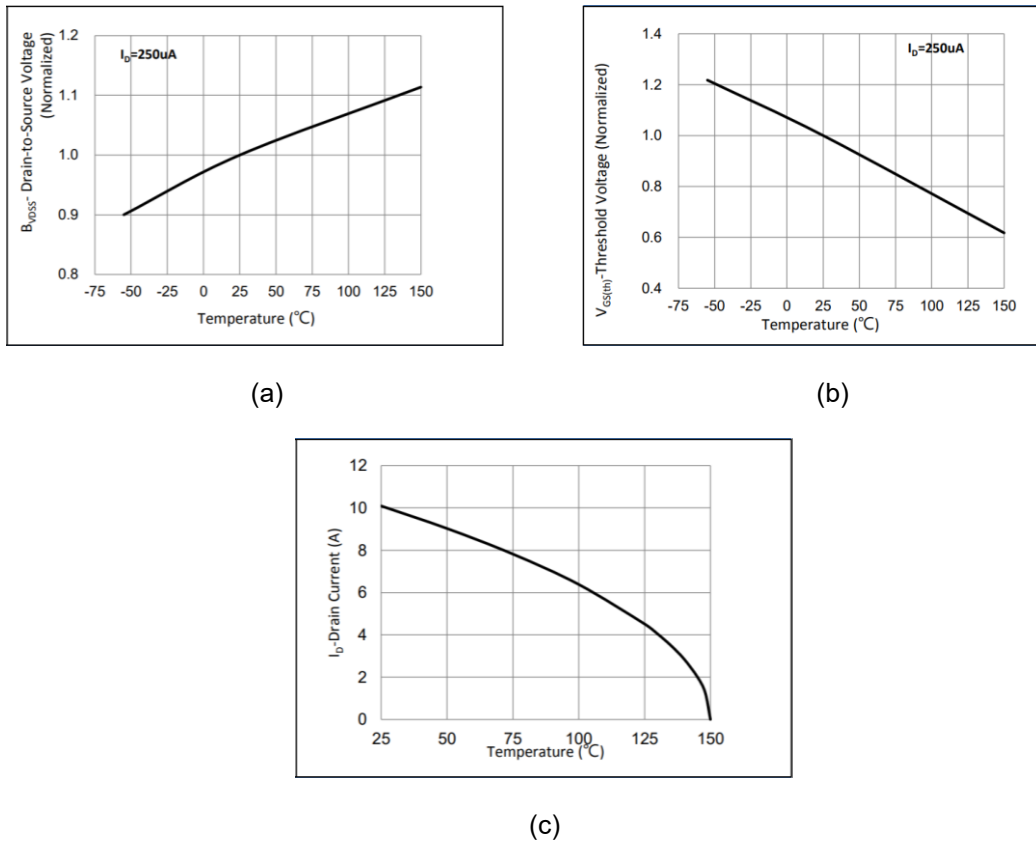 B_VDSS- Drain-to-Source Voltage
(Normalized)
1.2
1.1
1.0
0.9
0.8
I_D=250uA
-75 -50 -25 0 25 50 75 100 125 150
Temperature (℃)
(a)
V_GS(th)-Threshold Voltage (Normalized)
1.4
1.2
1.0
0.8
0.6
0.4
I_D=250uA
-75 -50 -25 0 25 50 75 100 125 150
Temperature (℃)
(b)
I_D-Drain Current (A)
12
10
8
6
4
2
0
25 50 75 100 125 150
Temperature (℃)
(c)